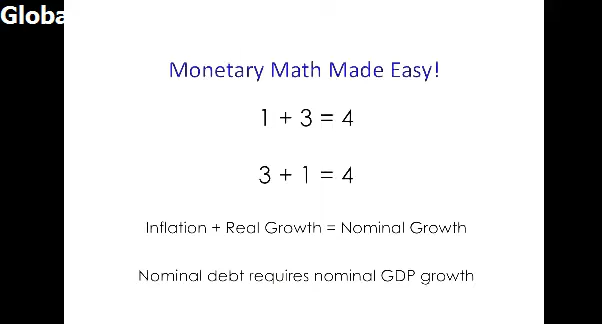 Globa
Monetary Math Made Easy!
1 + 3 = 4
3 + 1 = 4
Inflation + Real Growth = Nominal Growth
Nominal debt requires nominal GDP growth